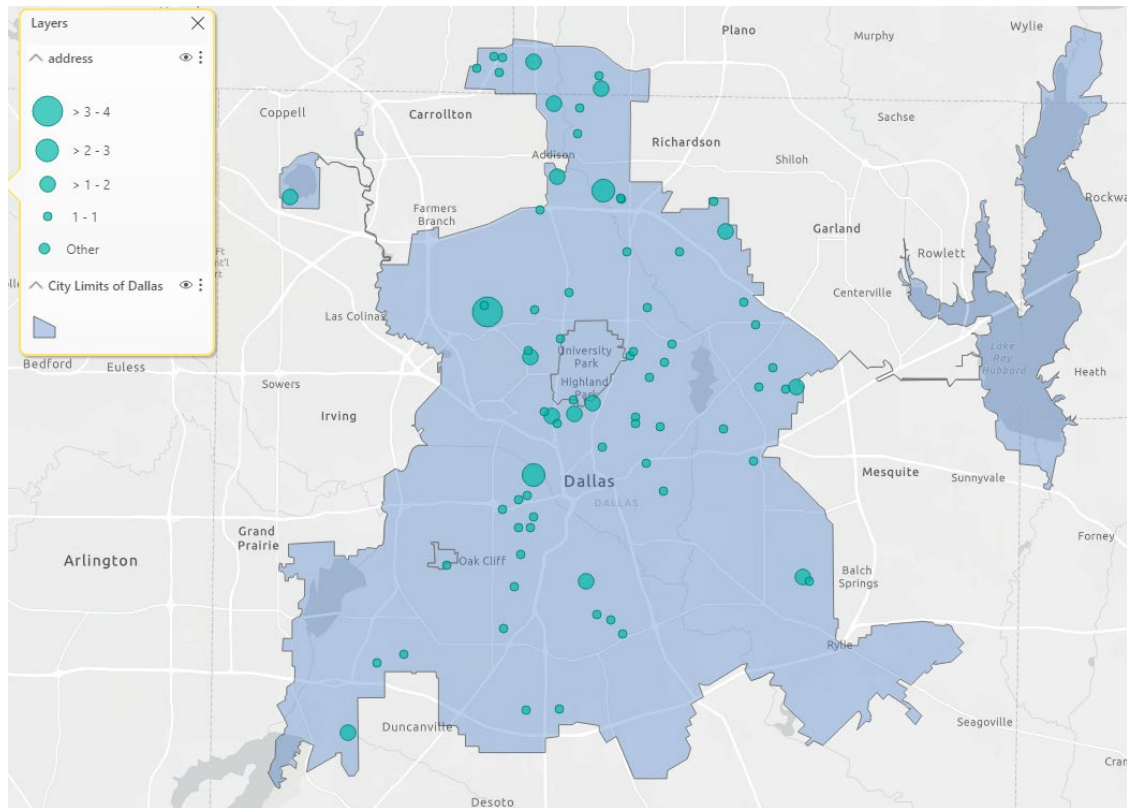 Layers
address
> 3 - 4
> 2 - 3
> 1 - 2
1 - 1
Other
City Limits of Dallas
Plano
Murphy
Wylie
Coppell
Carrollton
Sachse
Richardson
Addison
Shiloh
Farmers
Branch
Garland
Rockwa
Rowlett
Centerville
Las Colinas
Bedford
Euless
University
Park
Lake
Ray
Hubbard
Heath
Sowers
Highland
Park
Irving
Mesquite
Sunnyvale
Dallas
DALLAS
Grand
Prairie
Forney
Arlington
Oak Cliff
Balch
Springs
Rylie
Duncanville
Seagoville
Desoto
Cran